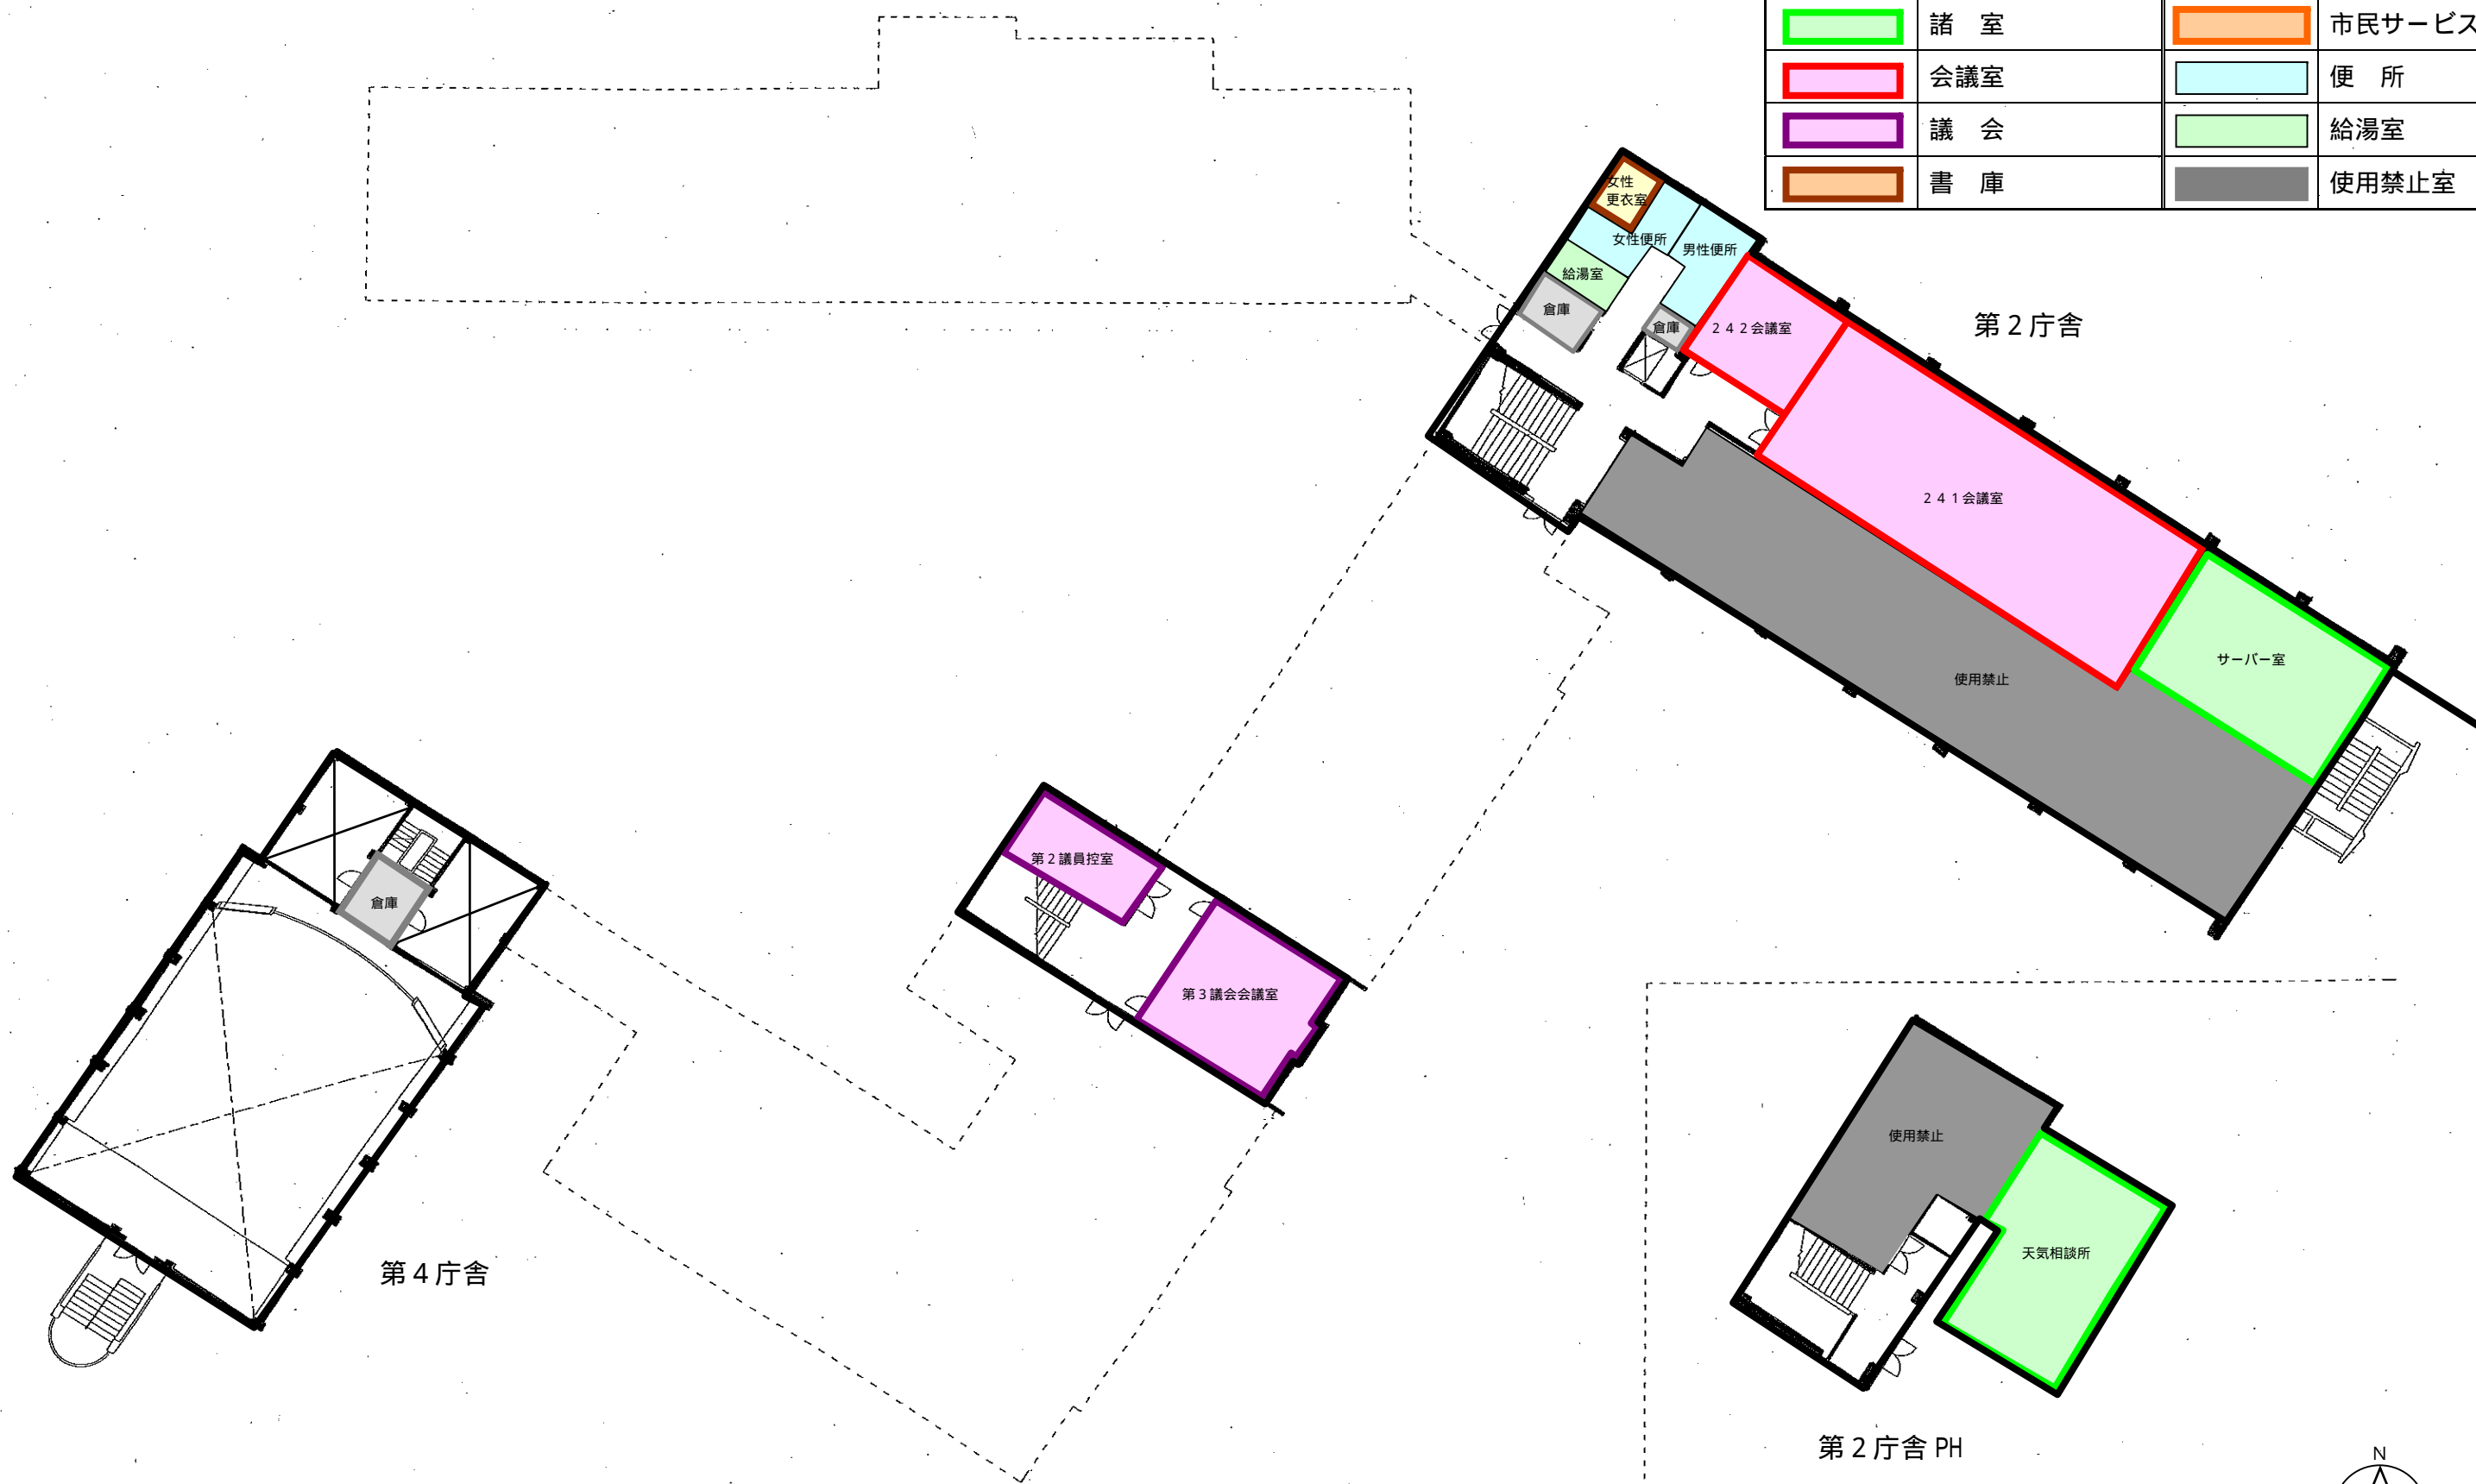 諸　室
市民サービス
会議室
便　所
議　会
給湯室
書　庫
使用禁止室
女性
更衣室
女性便所
男性便所
給湯室
倉庫
倉庫
２４２会議室
第２庁舎
２４１会議室
サーバー室
使用禁止
第２議員控室
倉庫
第３議会会議室
使用禁止
天気相談所
第４庁舎
第２庁舎 PH
N